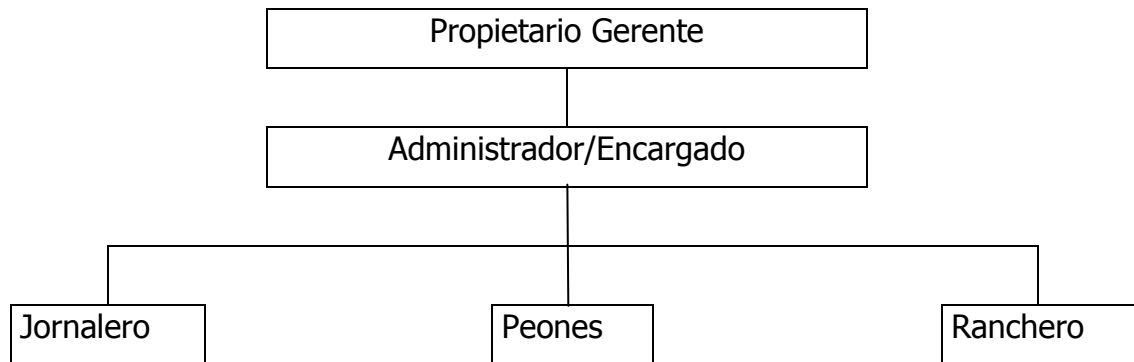 Propietario Gerente
Administrador/Encargado
Jornalero
Peones
Ranchero